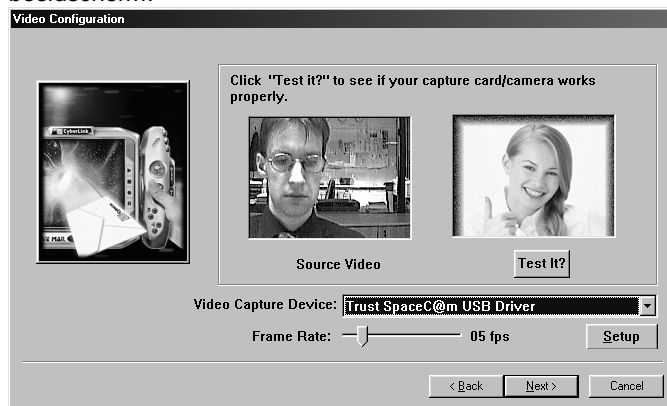 Video Configuration
Click "Test it?" to see if your capture card/camera works
properly.
CyberLink
Source Video
Test It?
Video Capture Device: Trust SpaceC@m USB Driver
Frame Rate: 05 fps
Setup
< Back
Next >
Cancel